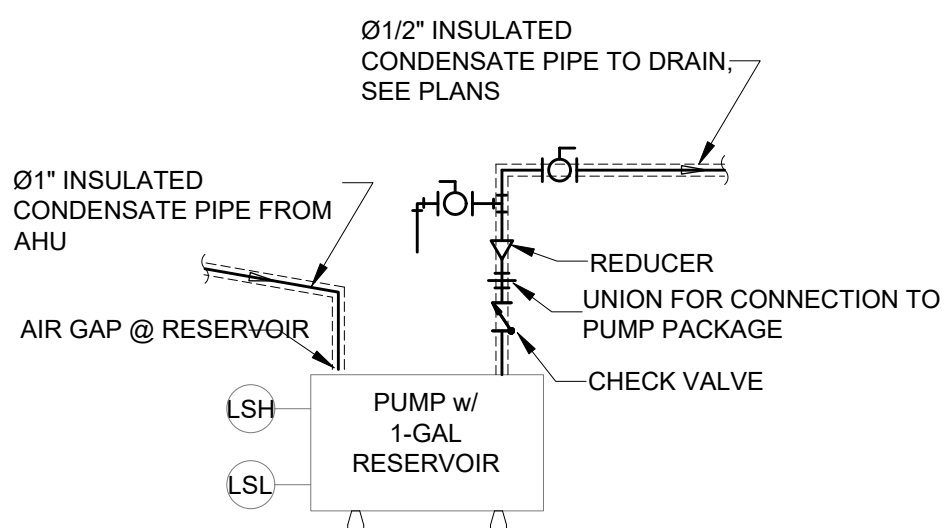 Ø1/2" INSULATED
CONDENSATE PIPE TO DRAIN,
SEE PLANS
Ø1" INSULATED
CONDENSATE PIPE FROM
AHU
REDUCER
UNION FOR CONNECTION TO
PUMP PACKAGE
AIR GAP @ RESERVOIR
CHECK VALVE
LSH
LSL
PUMP w/
1-GAL
RESERVOIR